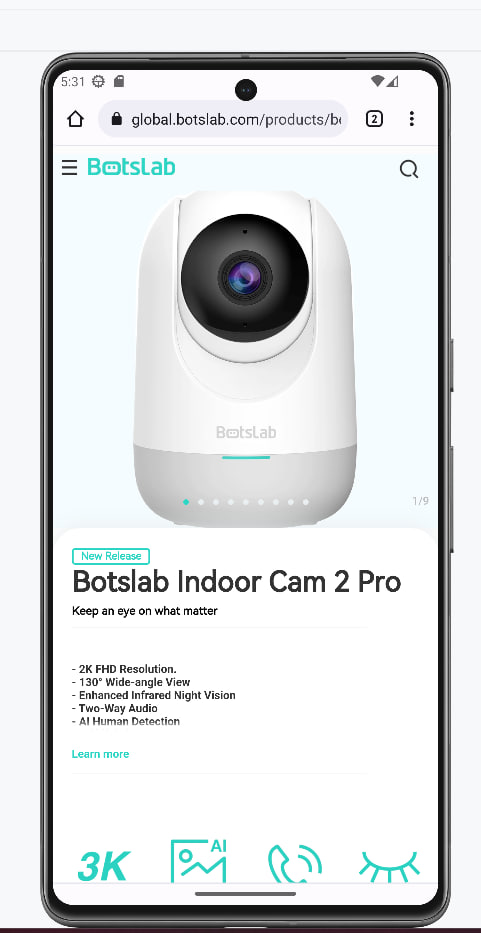 5:31
global.botslab.com/products/b
2
BotsLab
BotsLab
1/9
New Release
Botslab Indoor Cam 2 Pro
Keep an eye on what matter
- 2K FHD Resolution.
- 130° Wide-angle View
- Enhanced Infrared Night Vision
- Two-Way Audio
- AI Human Detection
Learn more
3K
AI